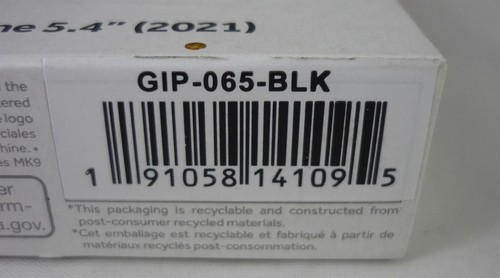 ne 5.4" (2021)
GIP-065-BLK
1 91058 14109 5
the
tered
logo
ciales
hine. •
es MK9
er
rm-
a.gov.
*This packaging is recyclable and constructed from
post-consumer recycled materials.
*Cet emballage est recyclable et fabriqué à partir de
matériaux recyclés post-consommation.